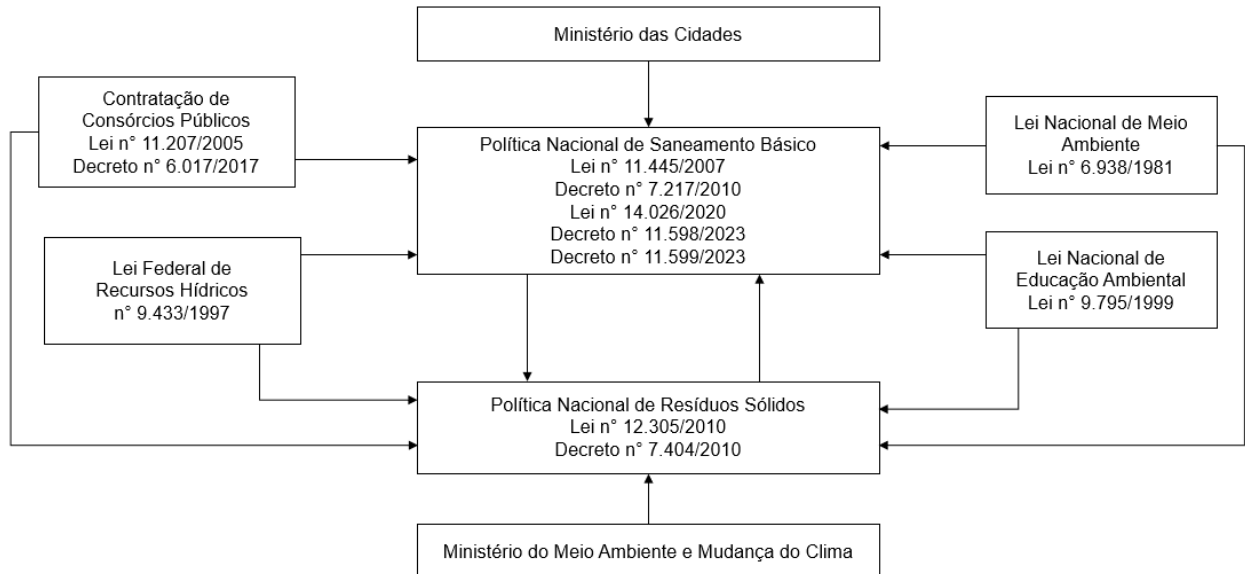 Ministério das Cidades
Contratação de
Consórcios Públicos
Lei n° 11.207/2005
Decreto n° 6.017/2017
Política Nacional de Saneamento Básico
Lei n° 11.445/2007
Decreto n° 7.217/2010
Lei n° 14.026/2020
Decreto n° 11.598/2023
Decreto n° 11.599/2023
Lei Nacional de Meio
Ambiente
Lei n° 6.938/1981
Lei Federal de
Recursos Hídricos
n° 9.433/1997
Lei Nacional de
Educação Ambiental
Lei n° 9.795/1999
Política Nacional de Resíduos Sólidos
Lei n° 12.305/2010
Decreto n° 7.404/2010
Ministério do Meio Ambiente e Mudança do Clima